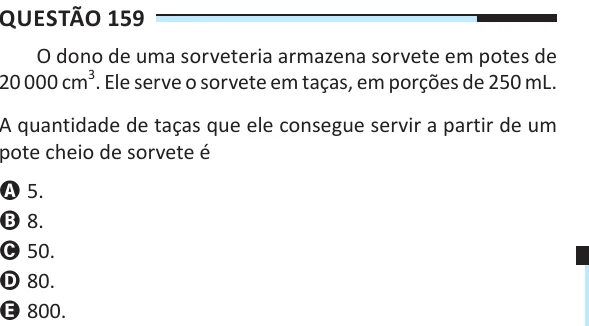 QUESTÃO 159
O dono de uma sorveteria armazena sorvete em potes de
20 000 cm³. Ele serve o sorvete em taças, em porções de 250 mL.
A quantidade de taças que ele consegue servir a partir de um
pote cheio de sorvete é
A 5.
B 8.
C 50.
D 80.
E 800.